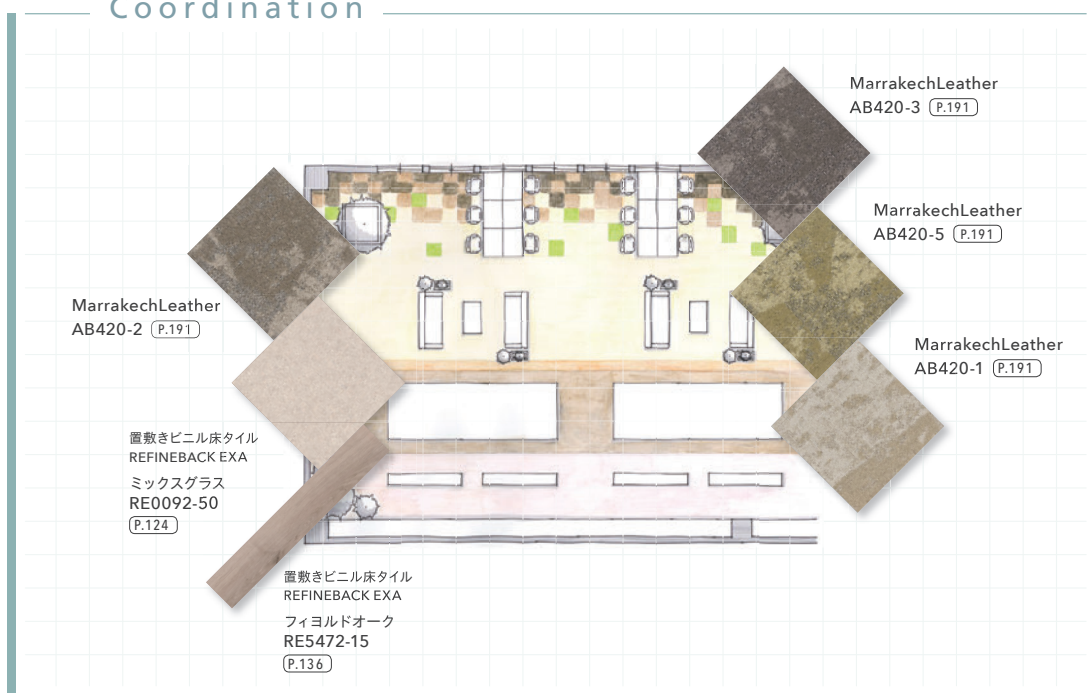 Coordination
MarrakechLeather
AB420-3 P.191
MarrakechLeather
AB420-5 P.191
MarrakechLeather
AB420-2 P.191
MarrakechLeather
AB420-1 P.191
置敷きビニル床タイル
REFINEBACK EXA
ミックスグラス
RE0092-50
P.124
置敷きビニル床タイル
REFINEBACK EXA
フィヨルドオーク
RE5472-15
P.136